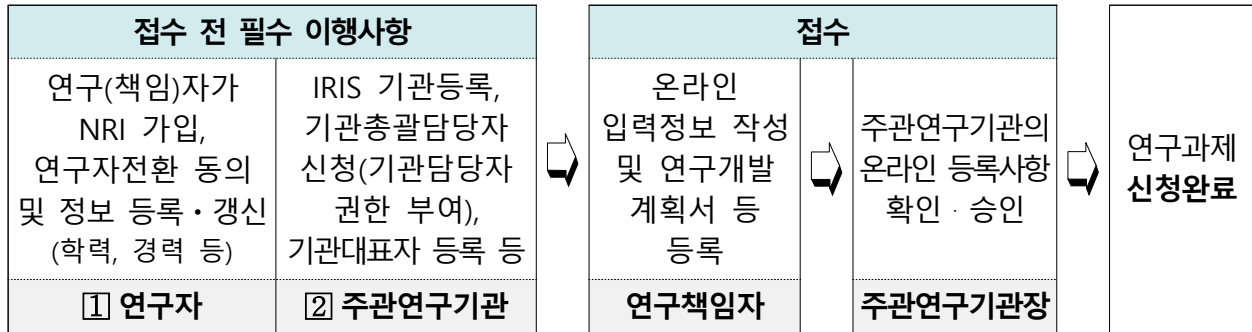 접수 전 필수 이행사항
연구(책임)자가
NRI 가입,
연구자전환 동의
및 정보 등록・갱신
(학력, 경력 등)
1 연구자
IRIS 기관등록,
기관총괄담당자
신청(기관담당자
권한 부여),
기관대표자 등록 등
2 주관연구기관
접수
온라인
입력정보 작성
및 연구개발
계획서 등
등록
연구책임자
주관연구기관의
온라인 등록사항
확인·승인
주관연구기관장
연구과제
신청완료